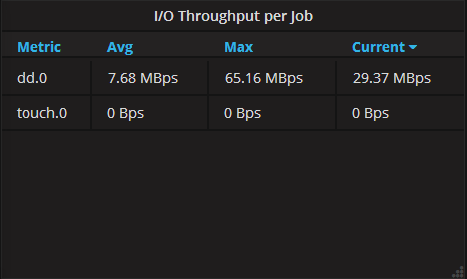 I/O Throughput per Job
Metric Avg Max Current
dd.0 7.68 MBps 65.16 MBps 29.37 MBps
touch.0 0 Bps 0 Bps 0 Bps